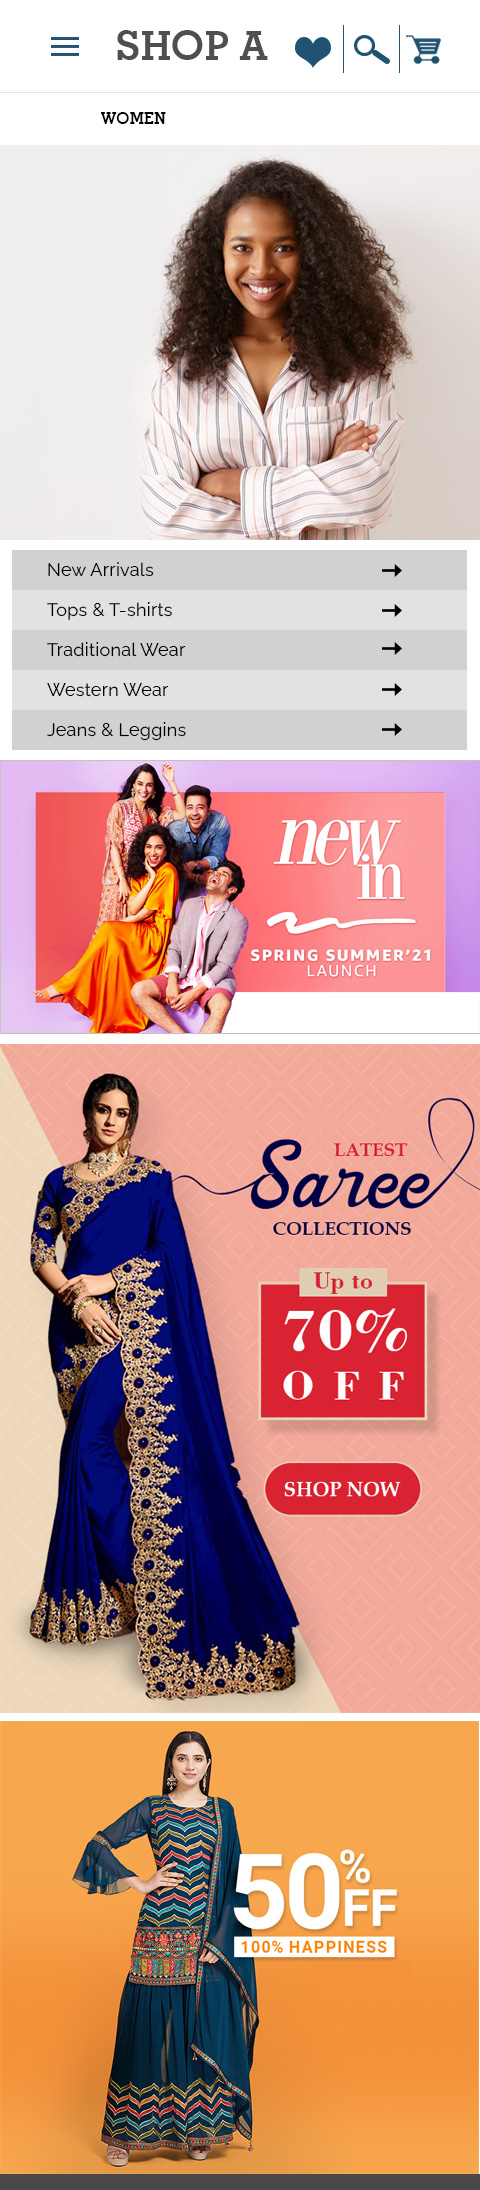 SHOP A
WOMEN
New Arrivals
Tops & T-shirts
Traditional Wear
Western Wear
Jeans & Leggins
new
in
SPRING SUMMER'21
LAUNCH
LATEST
Saree
COLLECTIONS
Up to
70%
OFF
SHOP NOW
50% OFF
100% HAPPINESS